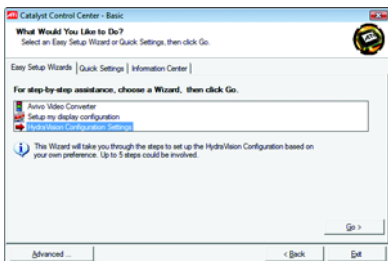 ATI Catalyst Control Center - Basic
What Would You Like to Do?
Select an Easy Setup Wizard or Quick Settings, then click Go.
ATI
Easy Setup Wizards | Quick Settings | Information Center
For step-by-step assistance, choose a Wizard, then click Go.
Avivo Video Converter
Setup my display configuration
HydraVision Configuration Settings
This Wizard will take you through the steps to set up the HydraVision Configuration based on
your own preference. Up to 5 steps could be involved.
Go >
Advanced ...
< Back
Exit